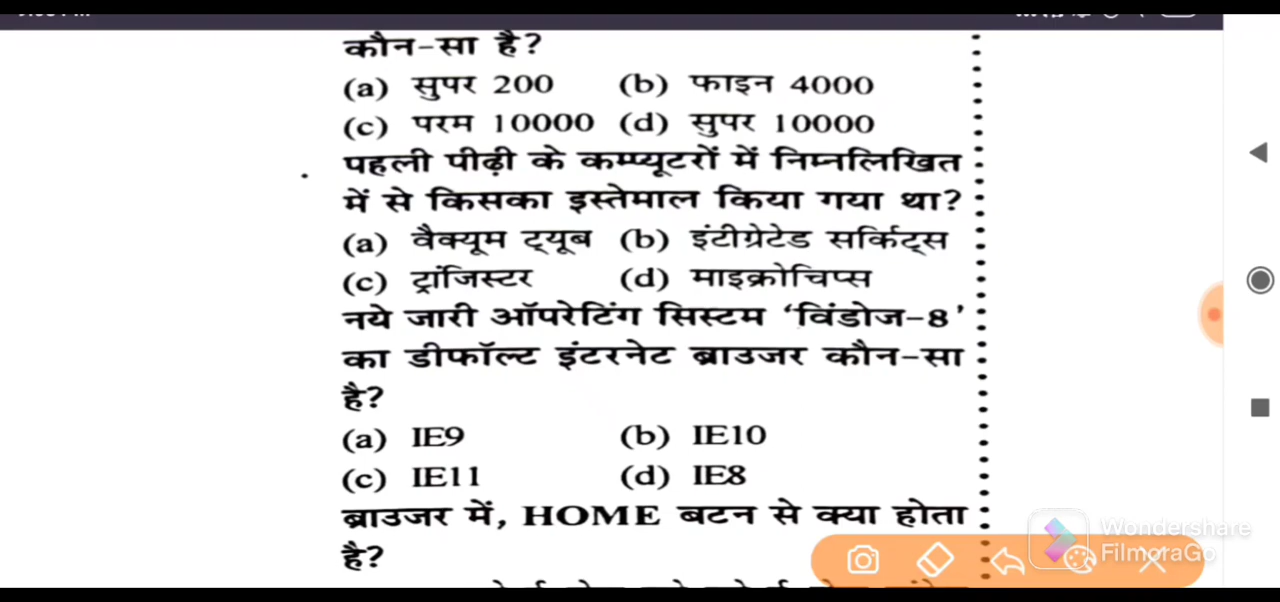 कौन-सा है?
(a) सुपर 200 (b) फाइन 4000
(c) परम 10000 (d) सुपर 10000
पहली पीढ़ी के कम्प्यूटरों में निम्नलिखित
में से किसका इस्तेमाल किया गया था?
(a) वैक्यूम ट्यूब (b) इंटीग्रेटेड सर्किट्स
(c) ट्रांजिस्टर (d) माइक्रोचिप्स
नये जारी ऑपरेटिंग सिस्टम ‘विंडोज-8’
का डीफॉल्ट इंटरनेट ब्राउजर कौन-सा
है?
(a) IE9 (b) IE10
(c) IE11 (d) IE8
ब्राउजर में, HOME बटन से क्या होता
है?
Wondershare
FilmoraGo